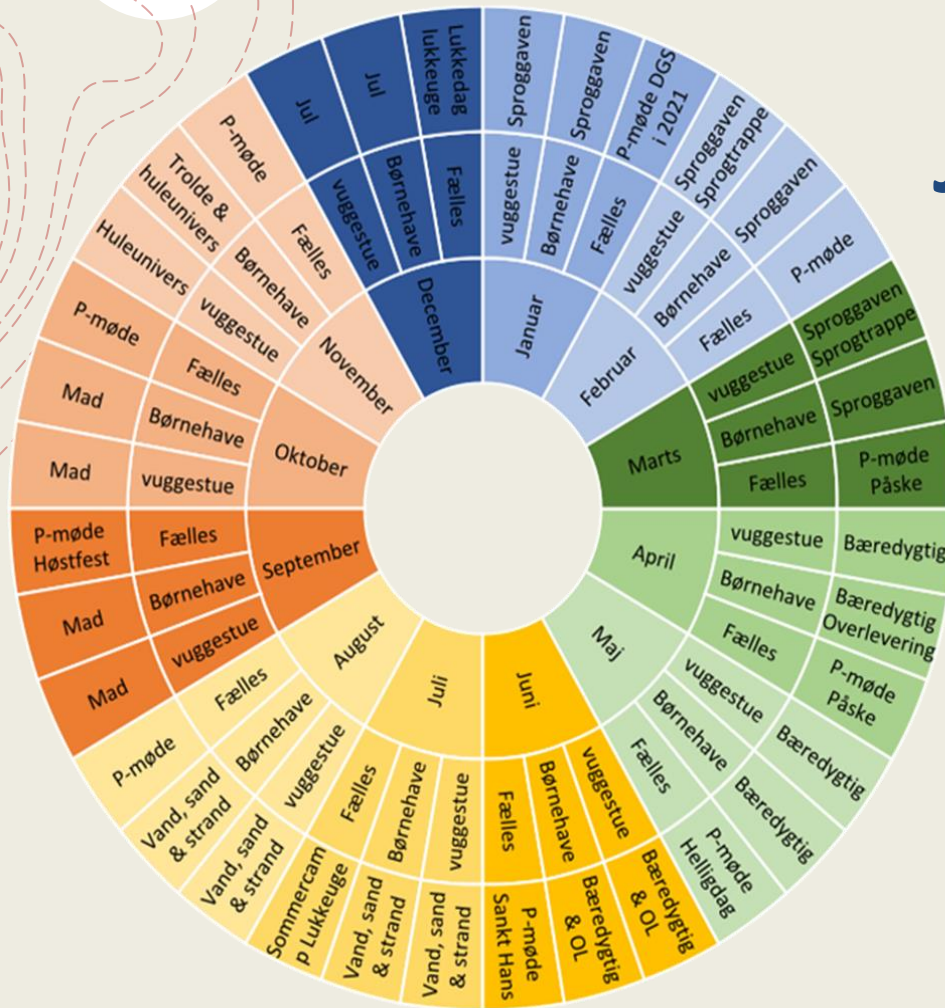 Januar
vuggestue
Sproggaven
Børnehave
Sproggaven
Fælles
P-møde DGS
i 2021
Februar
vuggestue
Sproggaven
Sprogtrappe
Børnehave
Sproggaven
Fælles
P-møde
Marts
vuggestue
Sproggaven
Sprogtrappe
Børnehave
Sproggaven
Fælles
P-møde
Påske
April
vuggestue
Bæredygtig
Børnehave
Bæredygtig
Overlevering
Fælles
P-møde
Påske
Maj
vuggestue
Bæredygtig
Børnehave
Bæredygtig
Fælles
P-møde
Helligdag
Juni
vuggestue
Bæredygtig
& OL
Børnehave
Bæredygtig
& OL
Fælles
P-møde
Sankt Hans
Juli
vuggestue
Vand, sand
& strand
Børnehave
Vand, sand
& strand
Fælles
Sommercam
p Lukkeuge
August
vuggestue
Vand, sand
& strand
Børnehave
Vand, sand
& strand
Fælles
P-møde
September
vuggestue
Mad
Børnehave
Mad
Fælles
P-møde
Høstfest
Oktober
vuggestue
Mad
Børnehave
Mad
Fælles
P-møde
November
vuggestue
Huleunivers
Børnehave
Trolde &
huleunivers
Fælles
P-møde
December
vuggestue
Jul
Børnehave
Jul
Fælles
Lukkedag
lukkeuge